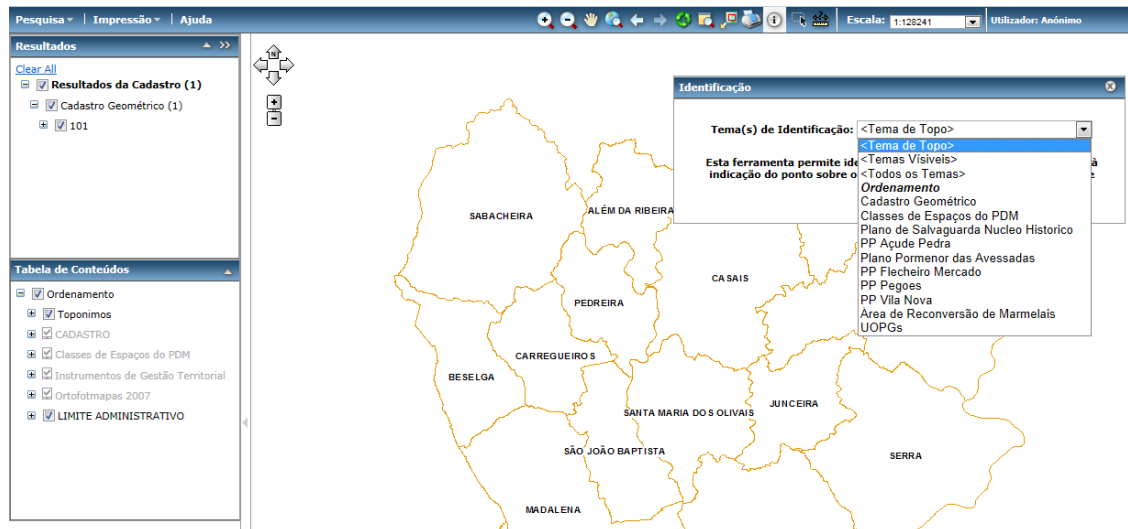 Pesquisa | Impressão | Ajuda
Escala: 1:128241
Utilizador: Anónimo
Resultados
Clear All
Resultados da Cadastro (1)
Cadastro Geométrico (1)
101
Tabela de Conteúdos
Ordenamento
Toponimos
CADASTRO
Classes de Espaços do PDM
Instrumentos de Gestão Territorial
Ortofotmapas 2007
LIMITE ADMINISTRATIVO
N
SABACHEIRA
ALÉM DA RIBEIRA
CASAIS
PEDREIRA
CARREGUEIROS
BESELGA
SANTA MARIA DOS OLIVAIS
JUNCEIRA
SÃO JOÃO BAPTISTA
SERRA
MADALENA
Identificação
Tema(s) de Identificação: <Tema de Topo>
Esta ferramenta permite ide
à
indicação do ponto sobre o
e
<Tema de Topo>
<Temas Vísiveis>
<Todos os Temas>
Ordenamento
Cadastro Geométrico
Classes de Espaços do PDM
Plano de Salvaguarda Nucleo Historico
PP Açude Pedra
Plano Pormenor das Avessadas
PP Flecheiro Mercado
PP Pegoes
PP Vila Nova
Área de Reconversão de Marmelais
UOPGs